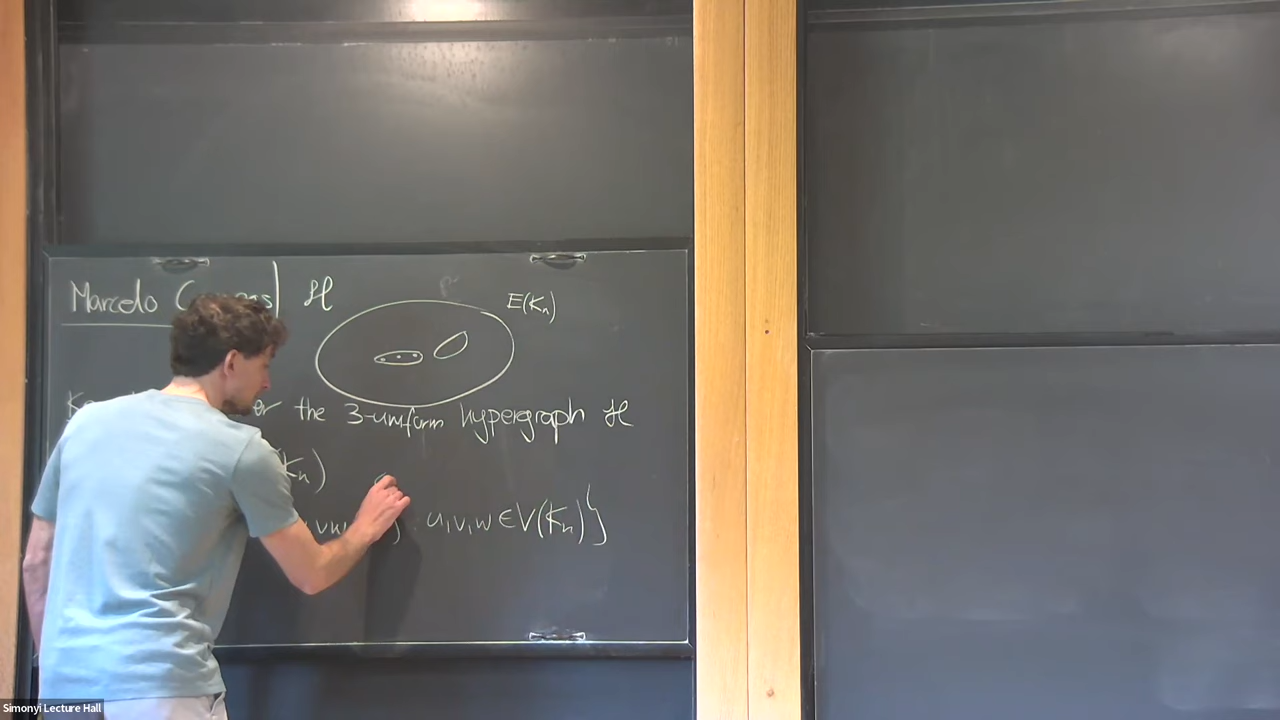 Marcelo ℋ
E(Kₙ)
the 3-uniform hypergraph ℋ
Kₙ)
u,v,w ∈ V(Kₙ)}
Simonyi Lecture Hall